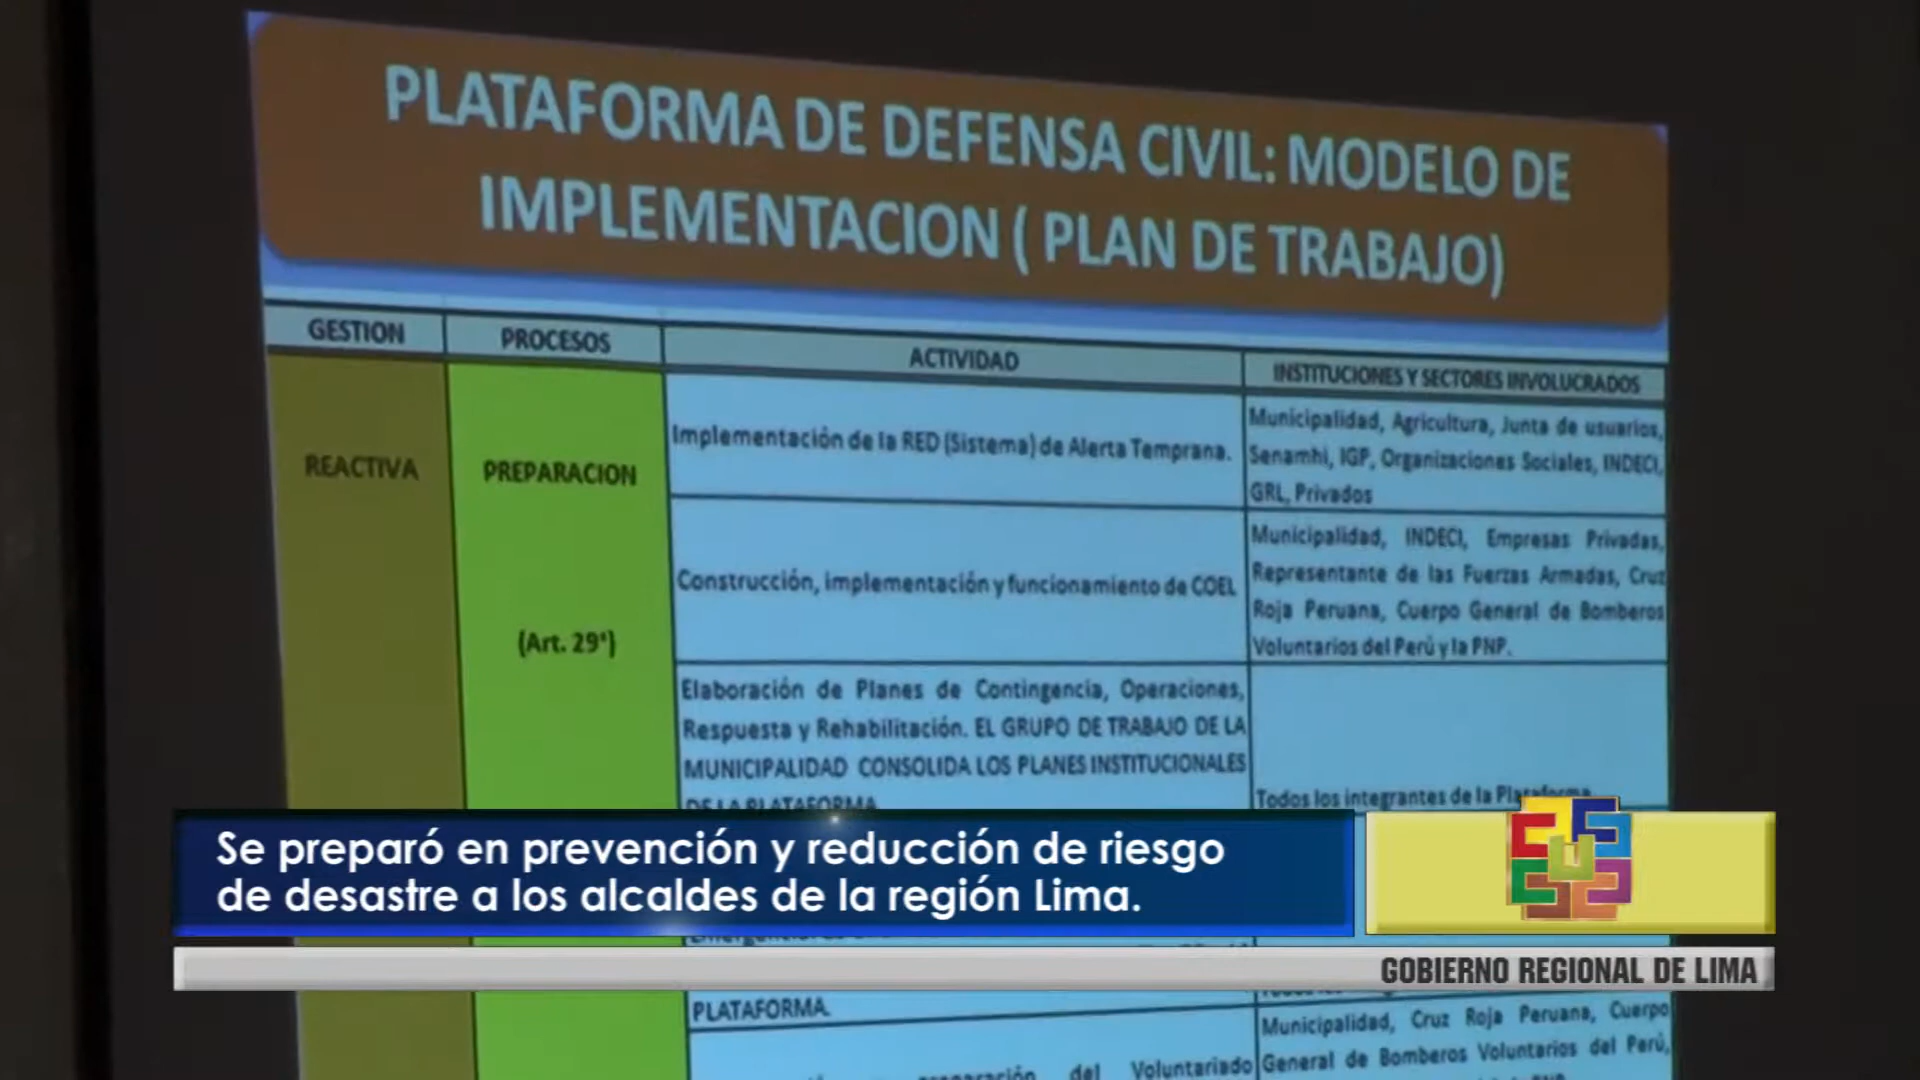 PLATAFORMA DE DEFENSA CIVIL: MODELO DE
IMPLEMENTACION ( PLAN DE TRABAJO)
GESTION
PROCESOS
ACTIVIDAD
INSTITUCIONES Y SECTORES INVOLUCRADOS
REACTIVA
PREPARACION
(Art. 29°)
Implementación de la RED (Sistema) de Alerta Temprana.
Municipalidad, Agricultura, Junta de usuarios,
Senamhi, IGP, Organizaciones Sociales, INDECI,
GRL, Privados
Construcción, implementación y funcionamiento de COEL
Municipalidad, INDECI, Empresas Privadas,
Representante de las Fuerzas Armadas, Cruz
Roja Peruana, Cuerpo General de Bomberos
Voluntarios del Perú y la PNP.
Elaboración de Planes de Contingencia, Operaciones,
Respuesta y Rehabilitación. EL GRUPO DE TRABAJO DE LA
MUNICIPALIDAD CONSOLIDA LOS PLANES INSTITUCIONALES
DE LA PLATAFORMA
Todos los integrantes de la Plataforma
PLATAFORMA.
del Voluntariado
Municipalidad, Cruz Roja Peruana, Cuerpo
General de Bomberos Voluntarios del Perú,
Se preparó en prevención y reducción de riesgo
de desastre a los alcaldes de la región Lima.
GOBIERNO REGIONAL DE LIMA